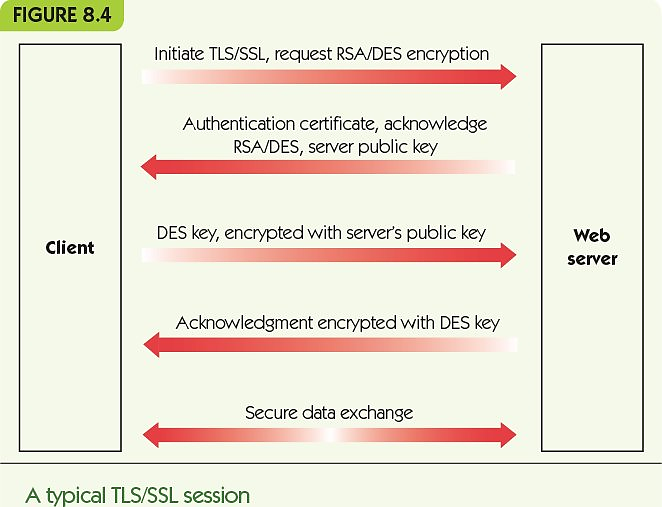 FIGURE 8.4
Initiate TLS/SSL, request RSA/DES encryption
Authentication certificate, acknowledge
RSA/DES, server public key
DES key, encrypted with server's public key
Client
Web
server
Acknowledgment encrypted with DES key
Secure data exchange
A typical TLS/SSL session